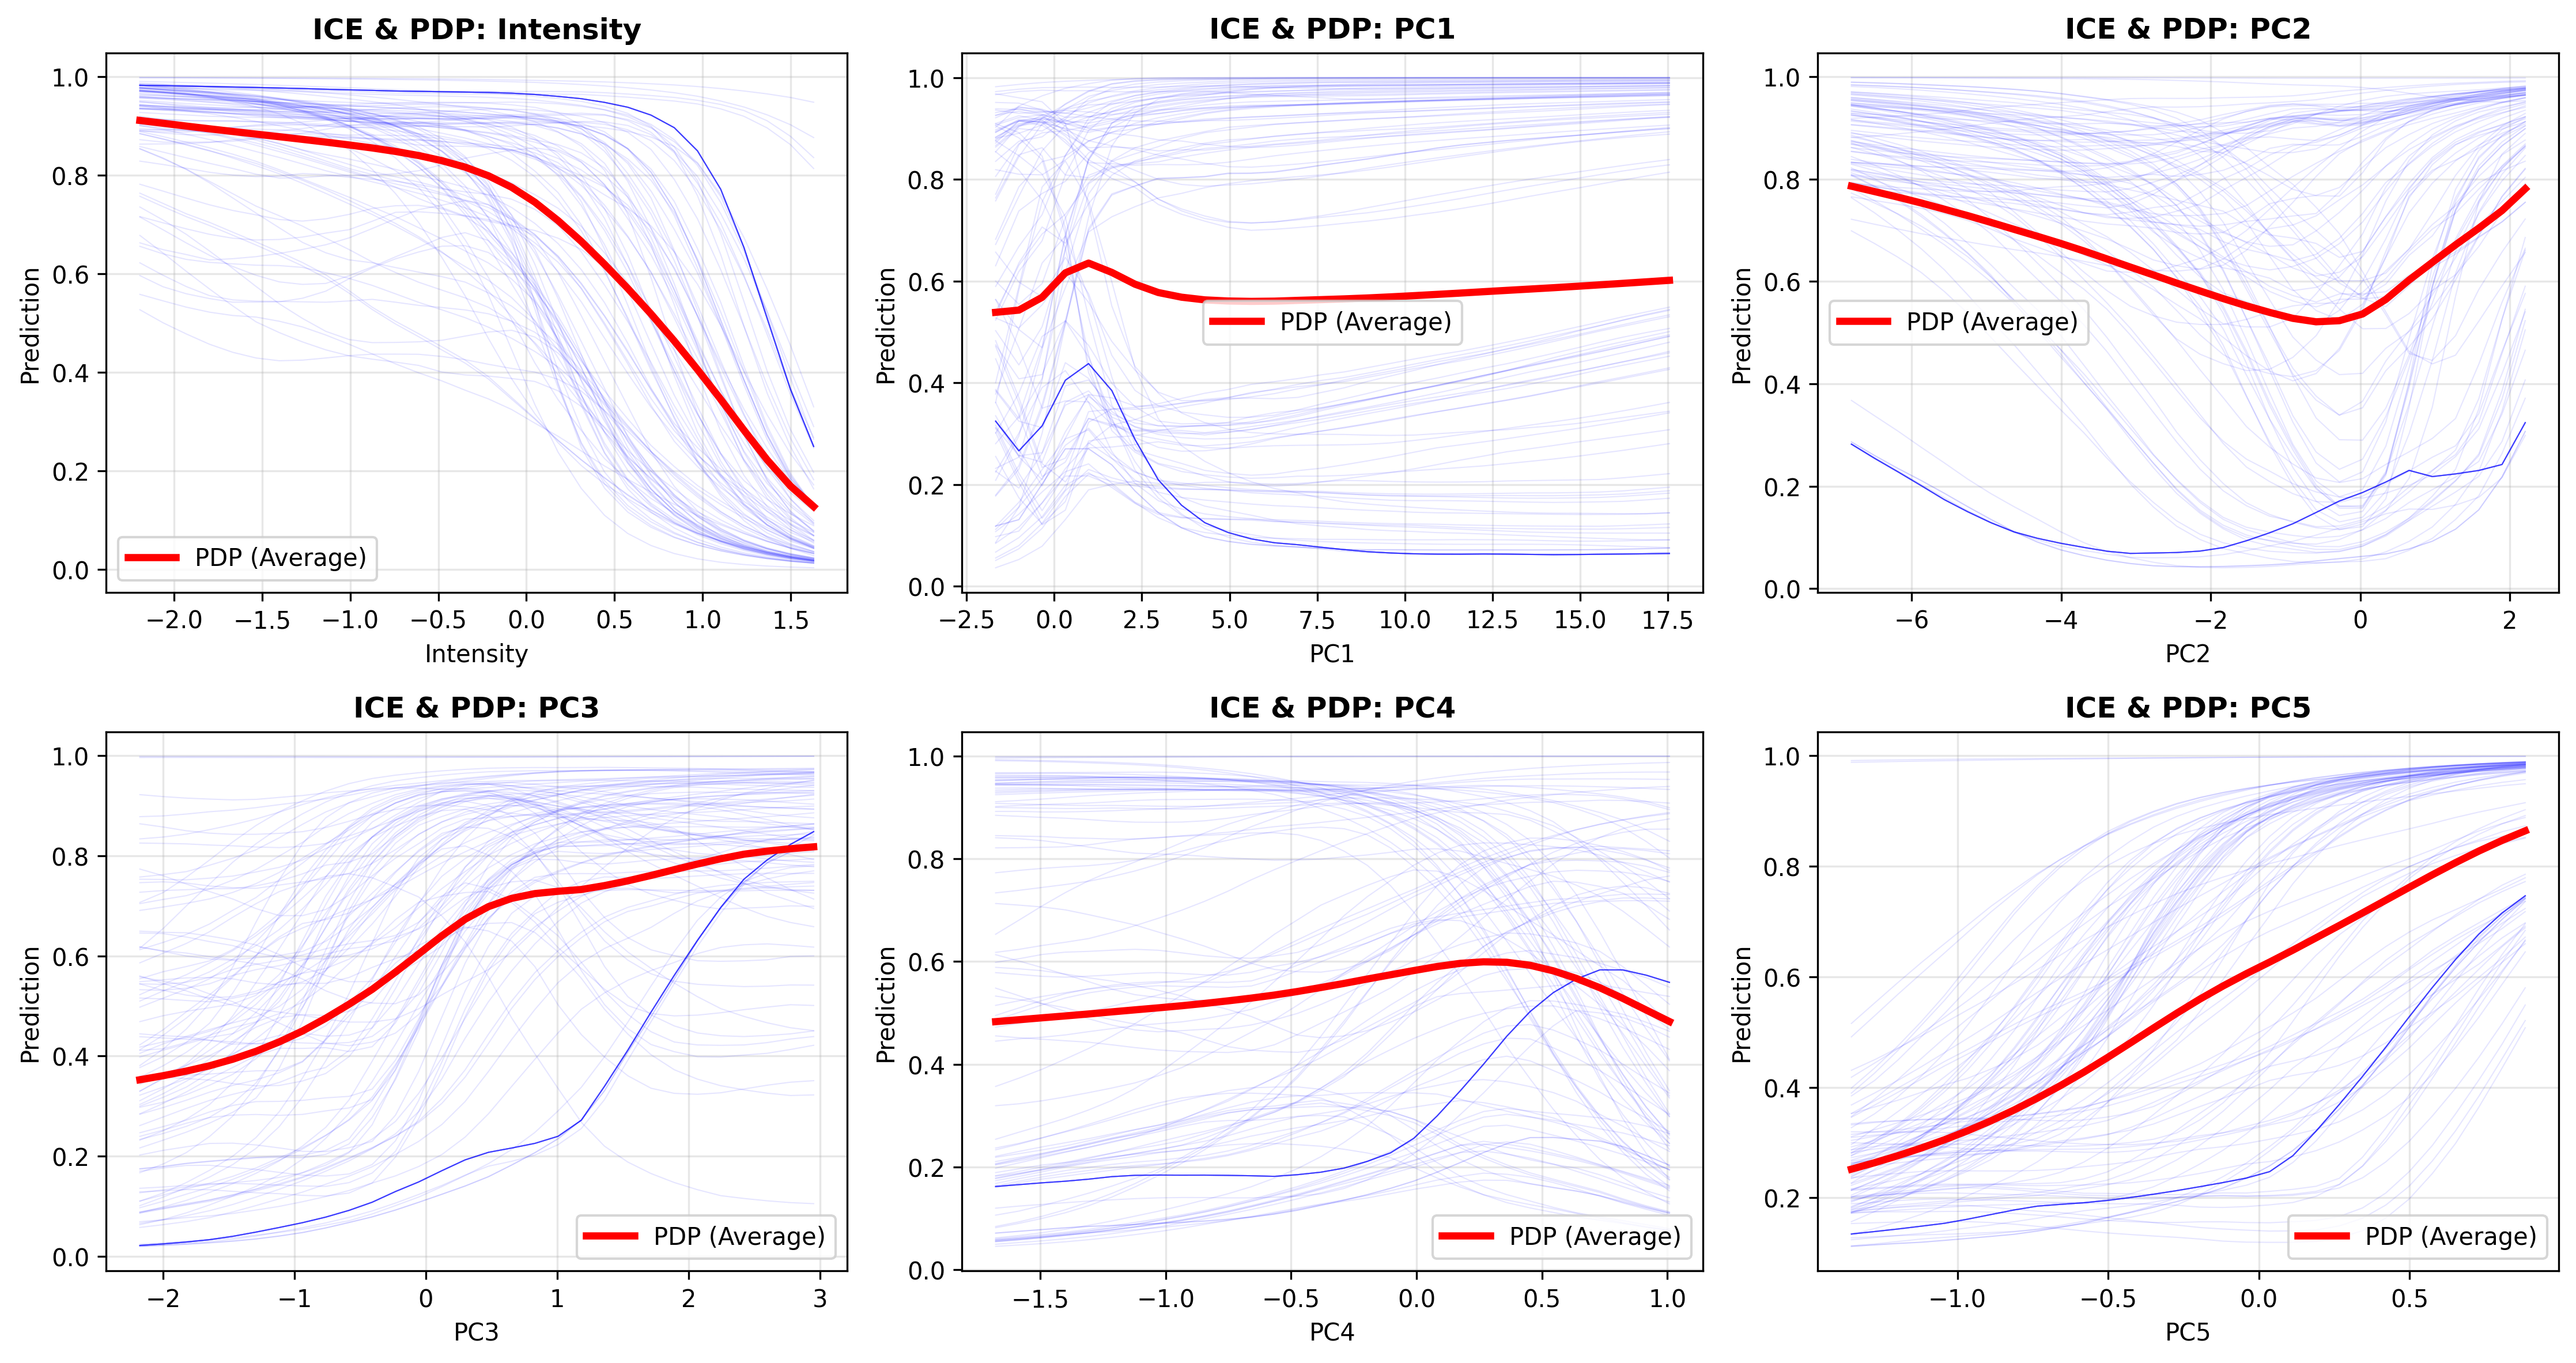 ICE & PDP: Intensity
Prediction
1.0
0.8
0.6
0.4
0.2
0.0
PDP (Average)
−2.0 −1.5 −1.0 −0.5 0.0 0.5 1.0 1.5
Intensity
ICE & PDP: PC1
Prediction
1.0
0.8
0.6
0.4
0.2
0.0
PDP (Average)
−2.5 0.0 2.5 5.0 7.5 10.0 12.5 15.0 17.5
PC1
ICE & PDP: PC2
Prediction
1.0
0.8
0.6
0.4
0.2
0.0
PDP (Average)
−6 −4 −2 0 2
PC2
ICE & PDP: PC3
Prediction
1.0
0.8
0.6
0.4
0.2
0.0
PDP (Average)
−2 −1 0 1 2 3
PC3
ICE & PDP: PC4
Prediction
1.0
0.8
0.6
0.4
0.2
0.0
PDP (Average)
−1.5 −1.0 −0.5 0.0 0.5 1.0
PC4
ICE & PDP: PC5
Prediction
1.0
0.8
0.6
0.4
0.2
PDP (Average)
−1.0 −0.5 0.0 0.5
PC5